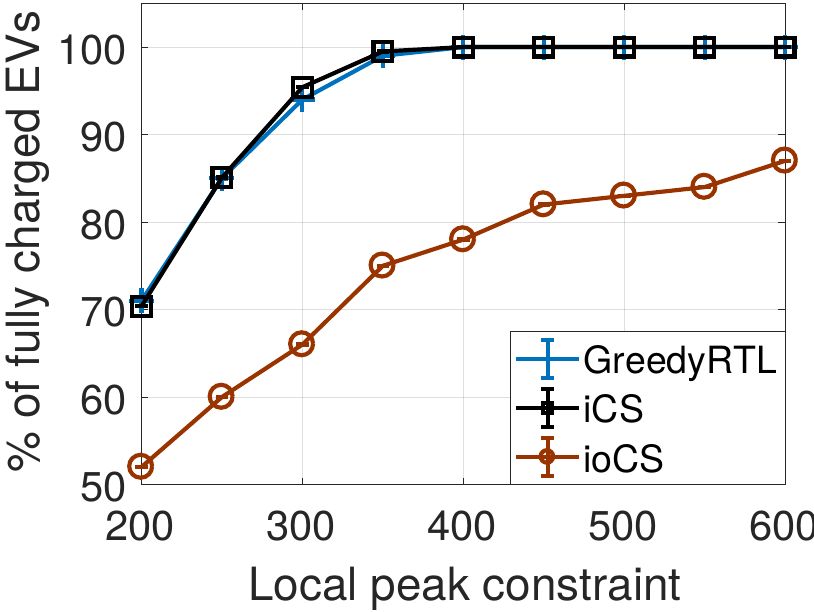 % of fully charged EVs
100
90
80
70
60
50
200
300
400
500
600
Local peak constraint
GreedyRTL
iCS
ioCS